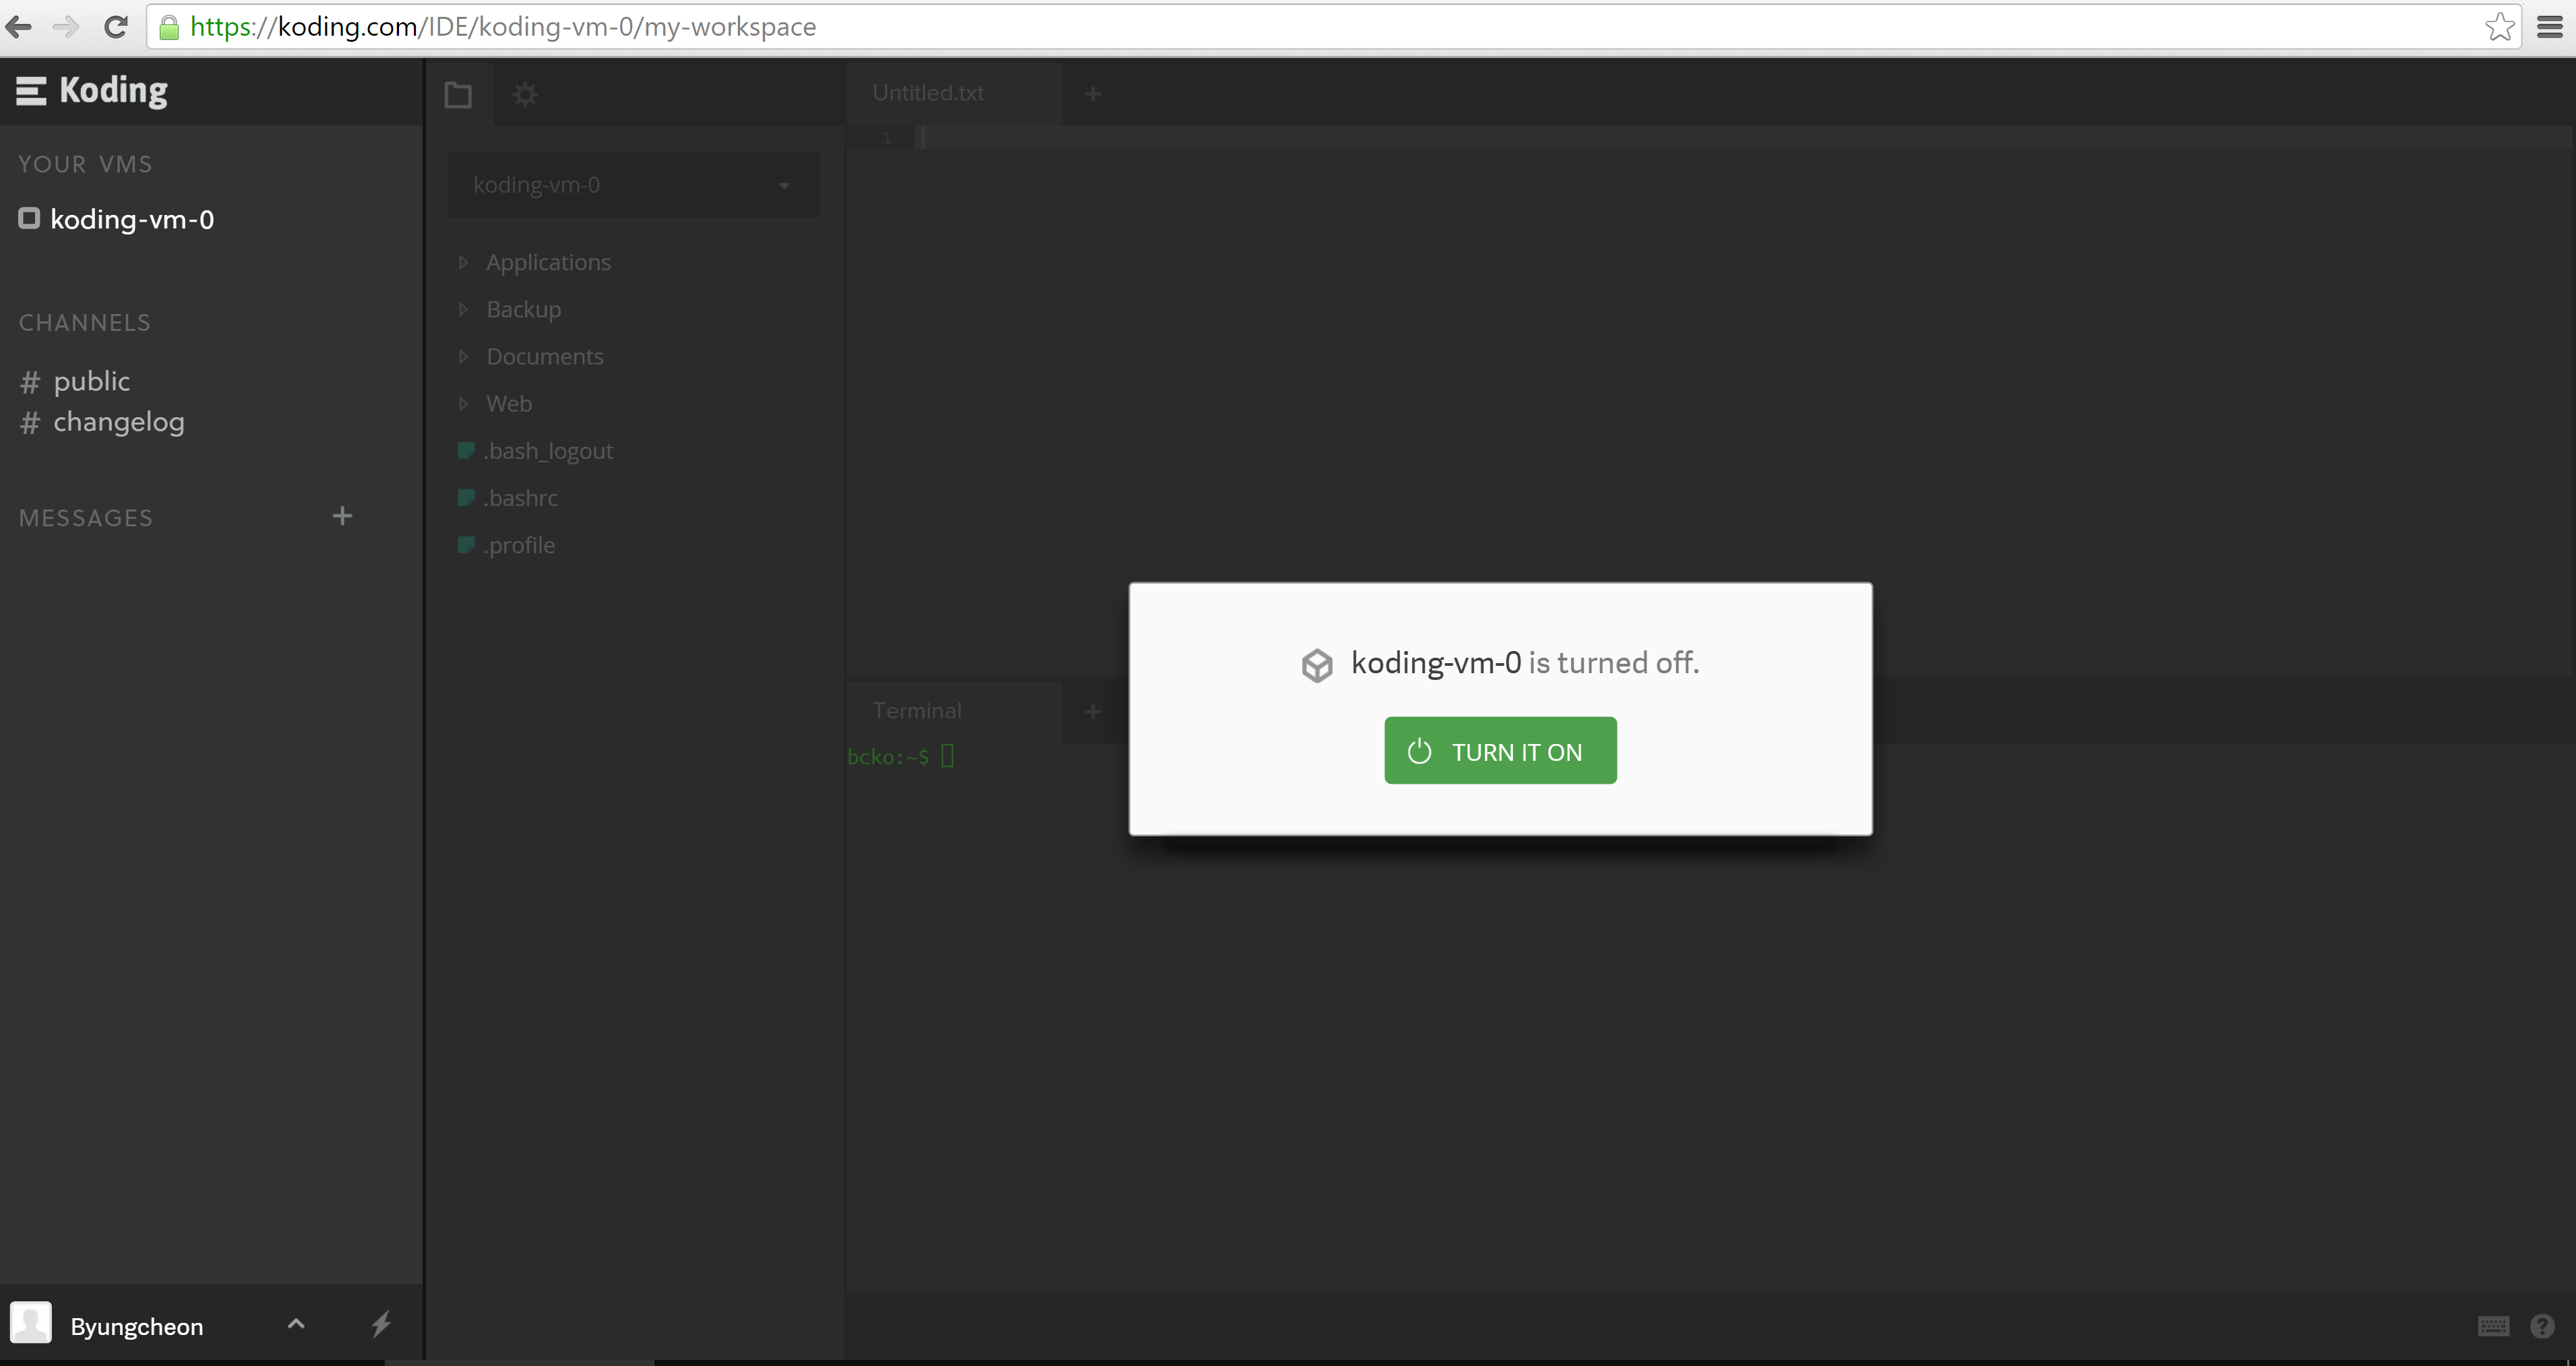 https://koding.com/IDE/koding-vm-0/my-workspace
Koding
YOUR VMS
koding-vm-0
CHANNELS
# public
# changelog
MESSAGES +
Byungcheon
koding-vm-0
Applications
Backup
Documents
Web
.bash_logout
.bashrc
.profile
Untitled.txt +
1
Terminal +
bcko:~$
koding-vm-0 is turned off.
TURN IT ON
?